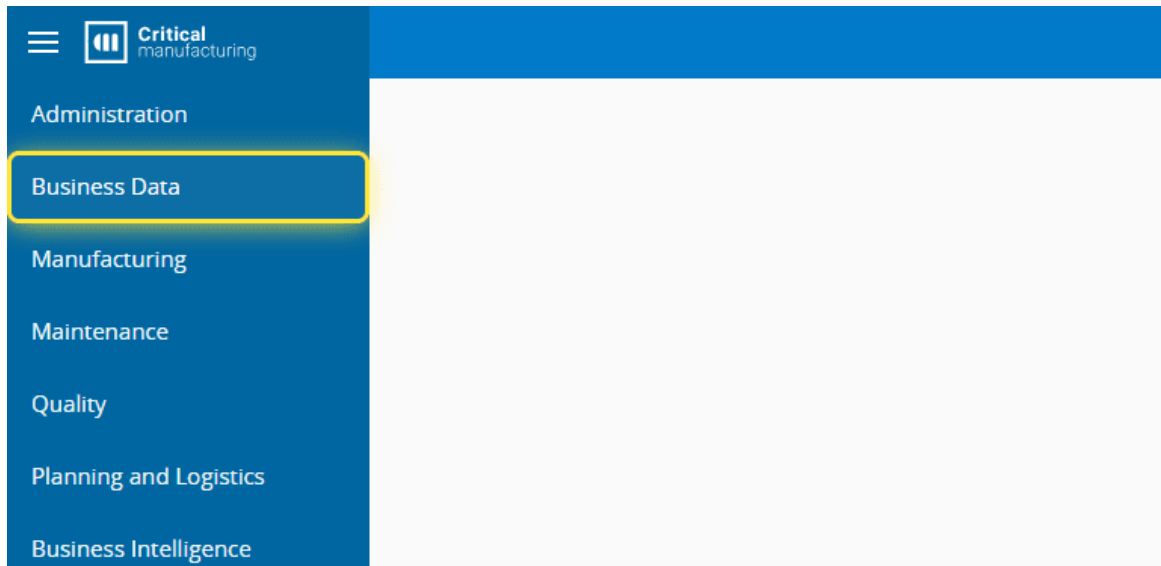 Critical
manufacturing
Administration
Business Data
Manufacturing
Maintenance
Quality
Planning and Logistics
Business Intelligence